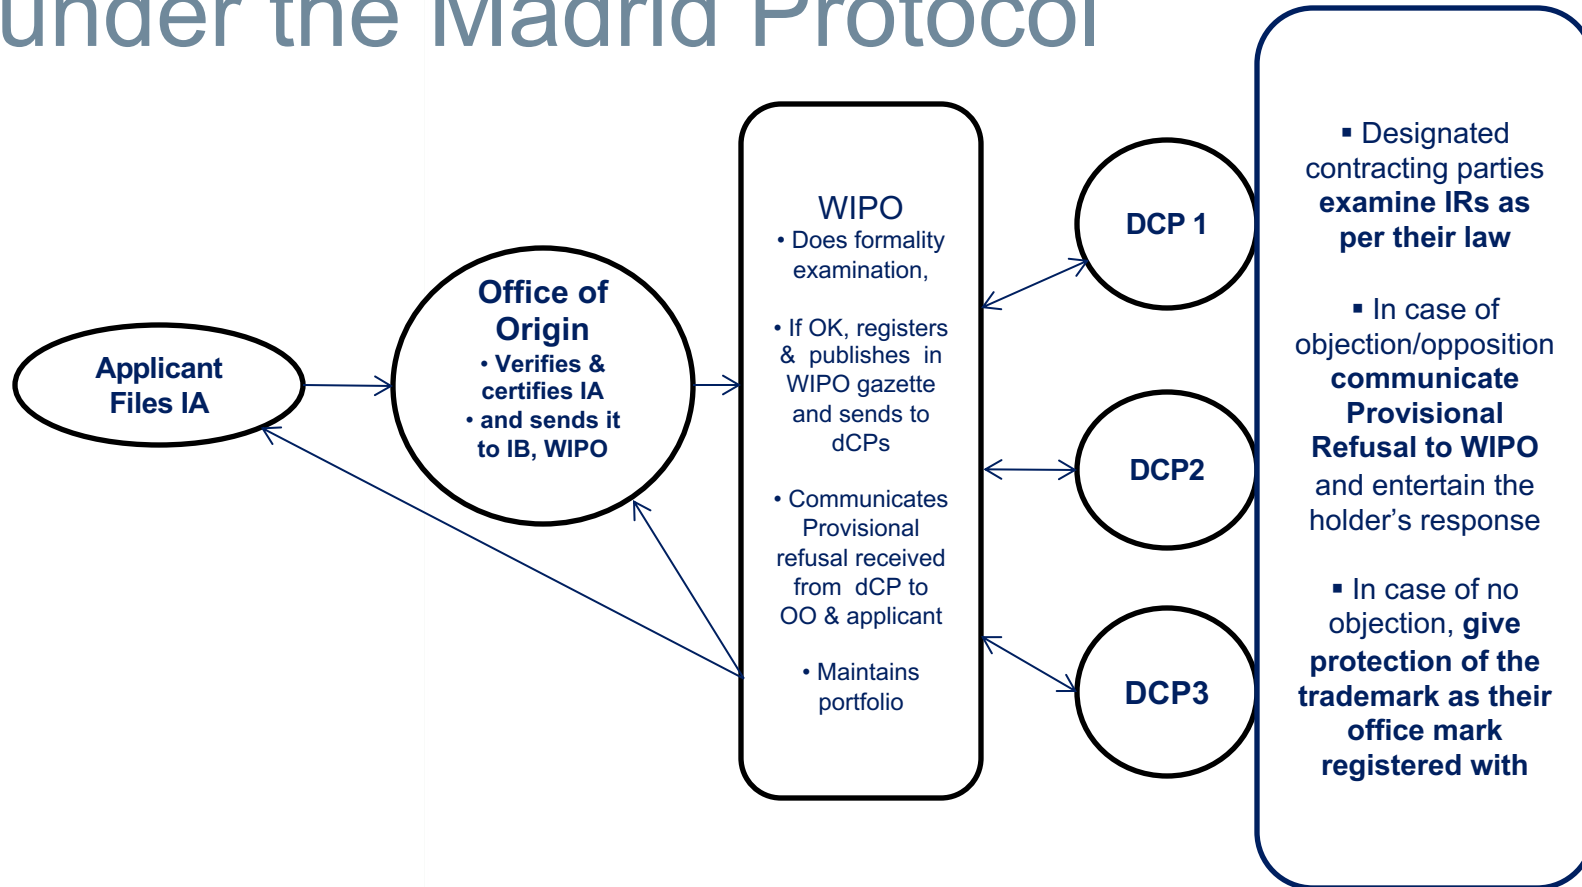 under the Madrid Protocol
Applicant
Files IA
Office of
Origin
• Verifies &
certifies IA
• and sends it
to IB, WIPO
WIPO
• Does formality
examination,
• If OK, registers
& publishes in
WIPO gazette
and sends to
dCPs
• Communicates
Provisional
refusal received
from dCP to
OO & applicant
• Maintains
portfolio
DCP 1
DCP2
DCP3
▪ Designated
contracting parties
examine IRs as
per their law
▪ In case of
objection/opposition
communicate
Provisional
Refusal to WIPO
and entertain the
holder’s response
▪ In case of no
objection, give
protection of the
trademark as their
office mark
registered with